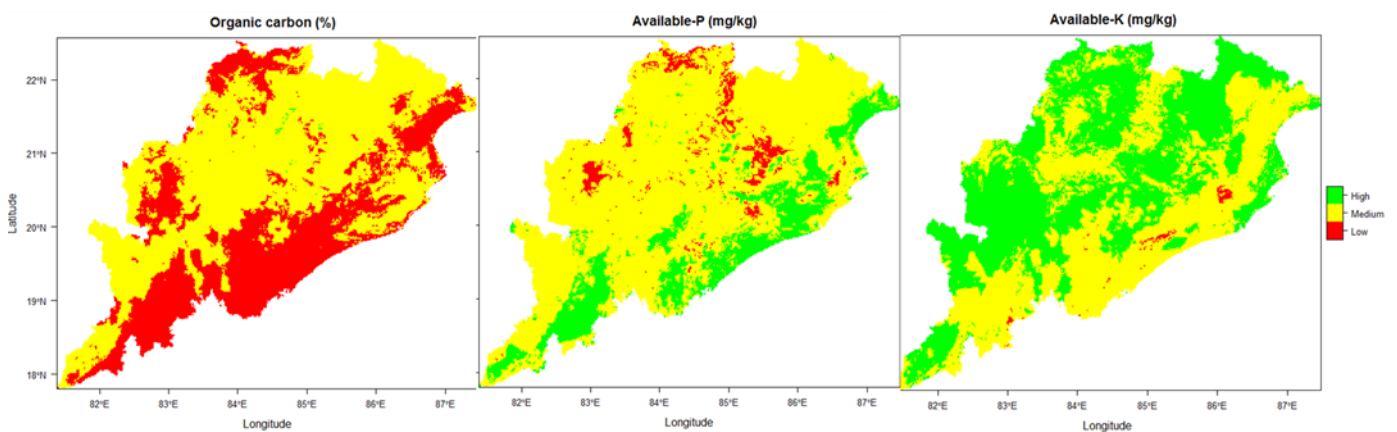 Organic carbon (%)
Available-P (mg/kg)
Available-K (mg/kg)
Latitude
22°N
21°N
20°N
19°N
18°N
82°E 83°E 84°E 85°E 86°E 87°E
82°E 83°E 84°E 85°E 86°E 87°E
82°E 83°E 84°E 85°E 86°E 87°E
Longitude
Longitude
Longitude
High
Medium
Low